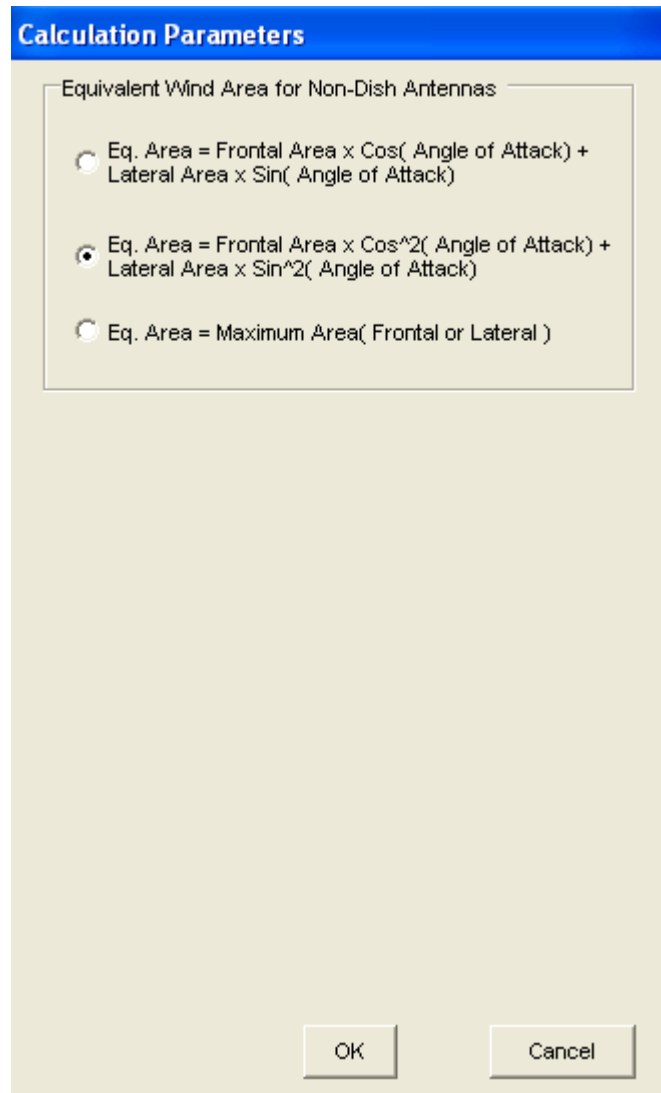 Calculation Parameters
Equivalent Wind Area for Non-Dish Antennas
Eq. Area = Frontal Area x Cos( Angle of Attack) +
Lateral Area x Sin( Angle of Attack)
Eq. Area = Frontal Area x Cos^2( Angle of Attack) +
Lateral Area x Sin^2( Angle of Attack)
Eq. Area = Maximum Area( Frontal or Lateral )
OK
Cancel